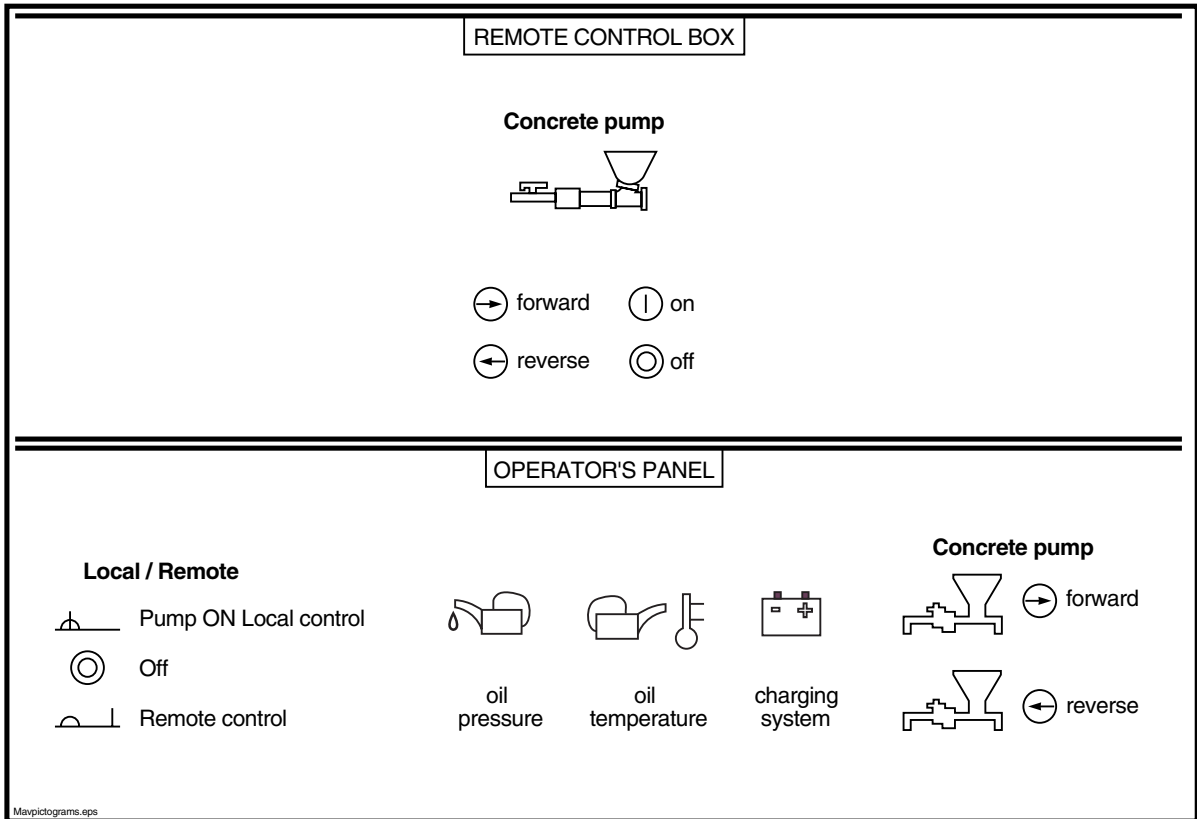 REMOTE CONTROL BOX
Concrete pump
forward
on
reverse
off
OPERATOR'S PANEL
Local / Remote
Pump ON Local control
Off
Remote control
oil
pressure
oil
temperature
charging
system
Concrete pump
forward
reverse
Mavpictograms.eps